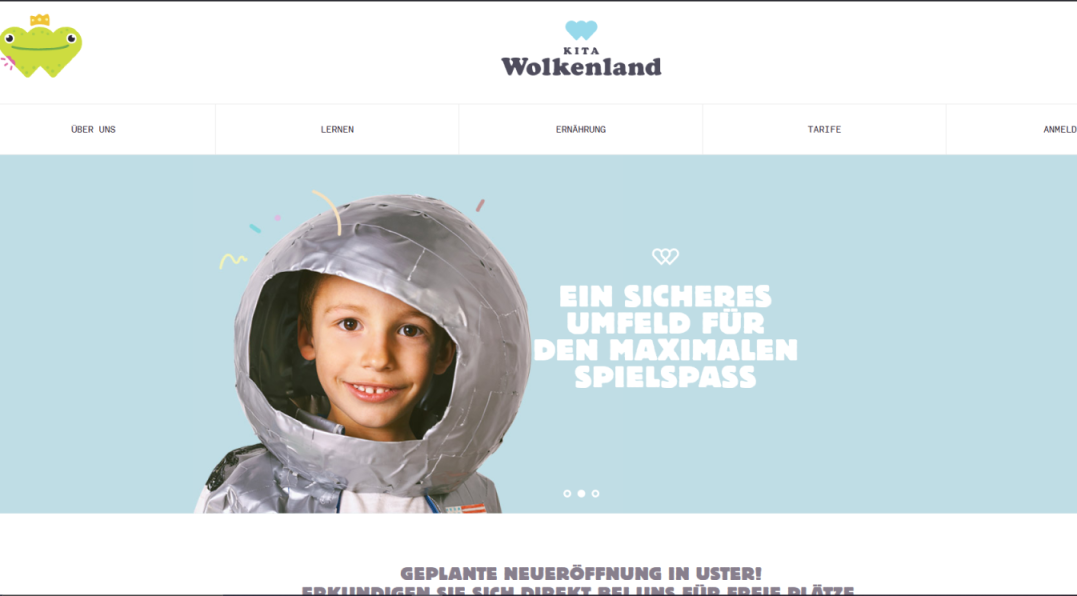 KITA
Wolkenland
ÜBER UNS
LERNEN
ERNÄHRUNG
TARIFE
ANMELD
EIN SICHERES
UMFELD FÜR
DEN MAXIMALEN
SPIELSPASS
GEPLANTE NEUERÖFFNUNG IN USTER!
ERKUNDIGEN SIE SICH DIREKT BEI UNS FÜR FREIE PLÄTZE